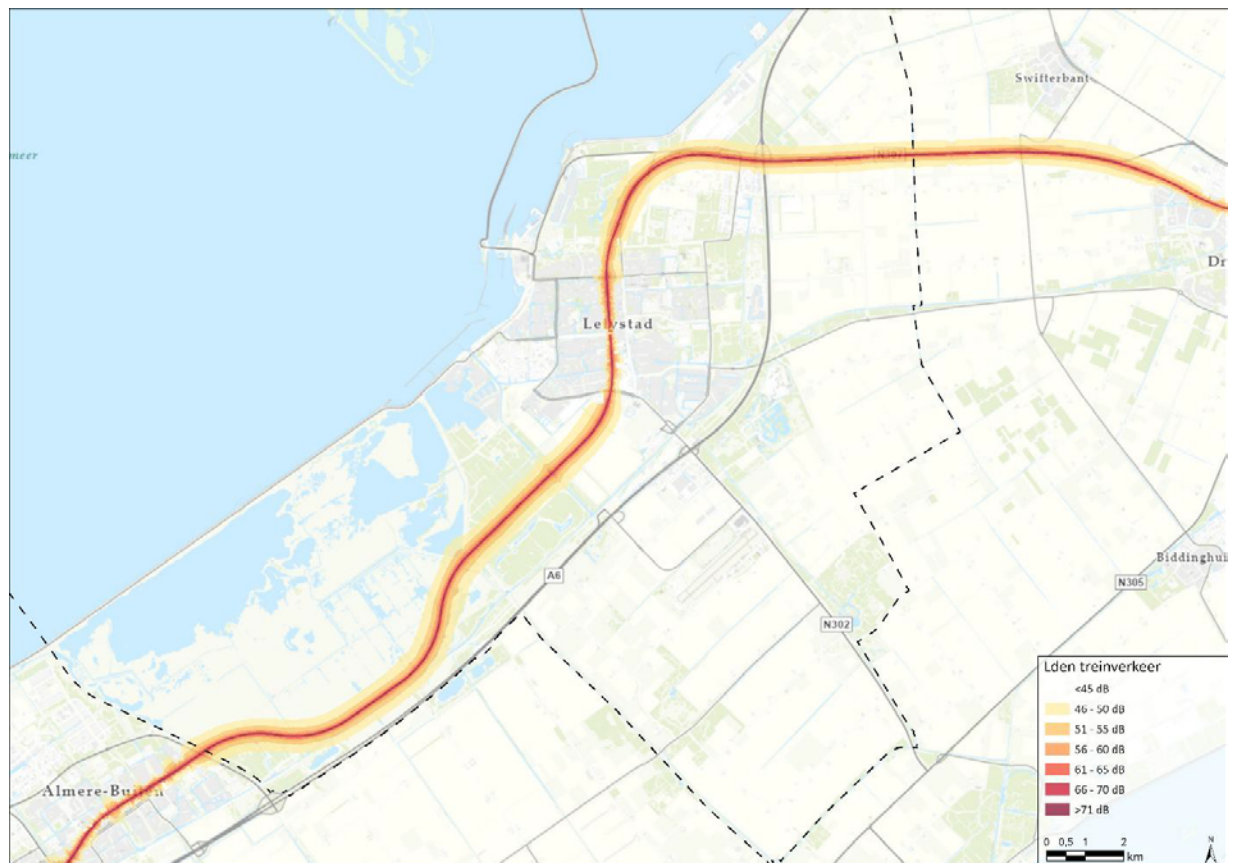 Swifterbant
meer
N307
Dr
Lelystad
A6
Biddinghui
N305
N302
Almere-Buiten
Lden treinverkeer
<45 dB
46 - 50 dB
51 - 55 dB
56 - 60 dB
61 - 65 dB
66 - 70 dB
>71 dB
N
0 0,5 1 2
km